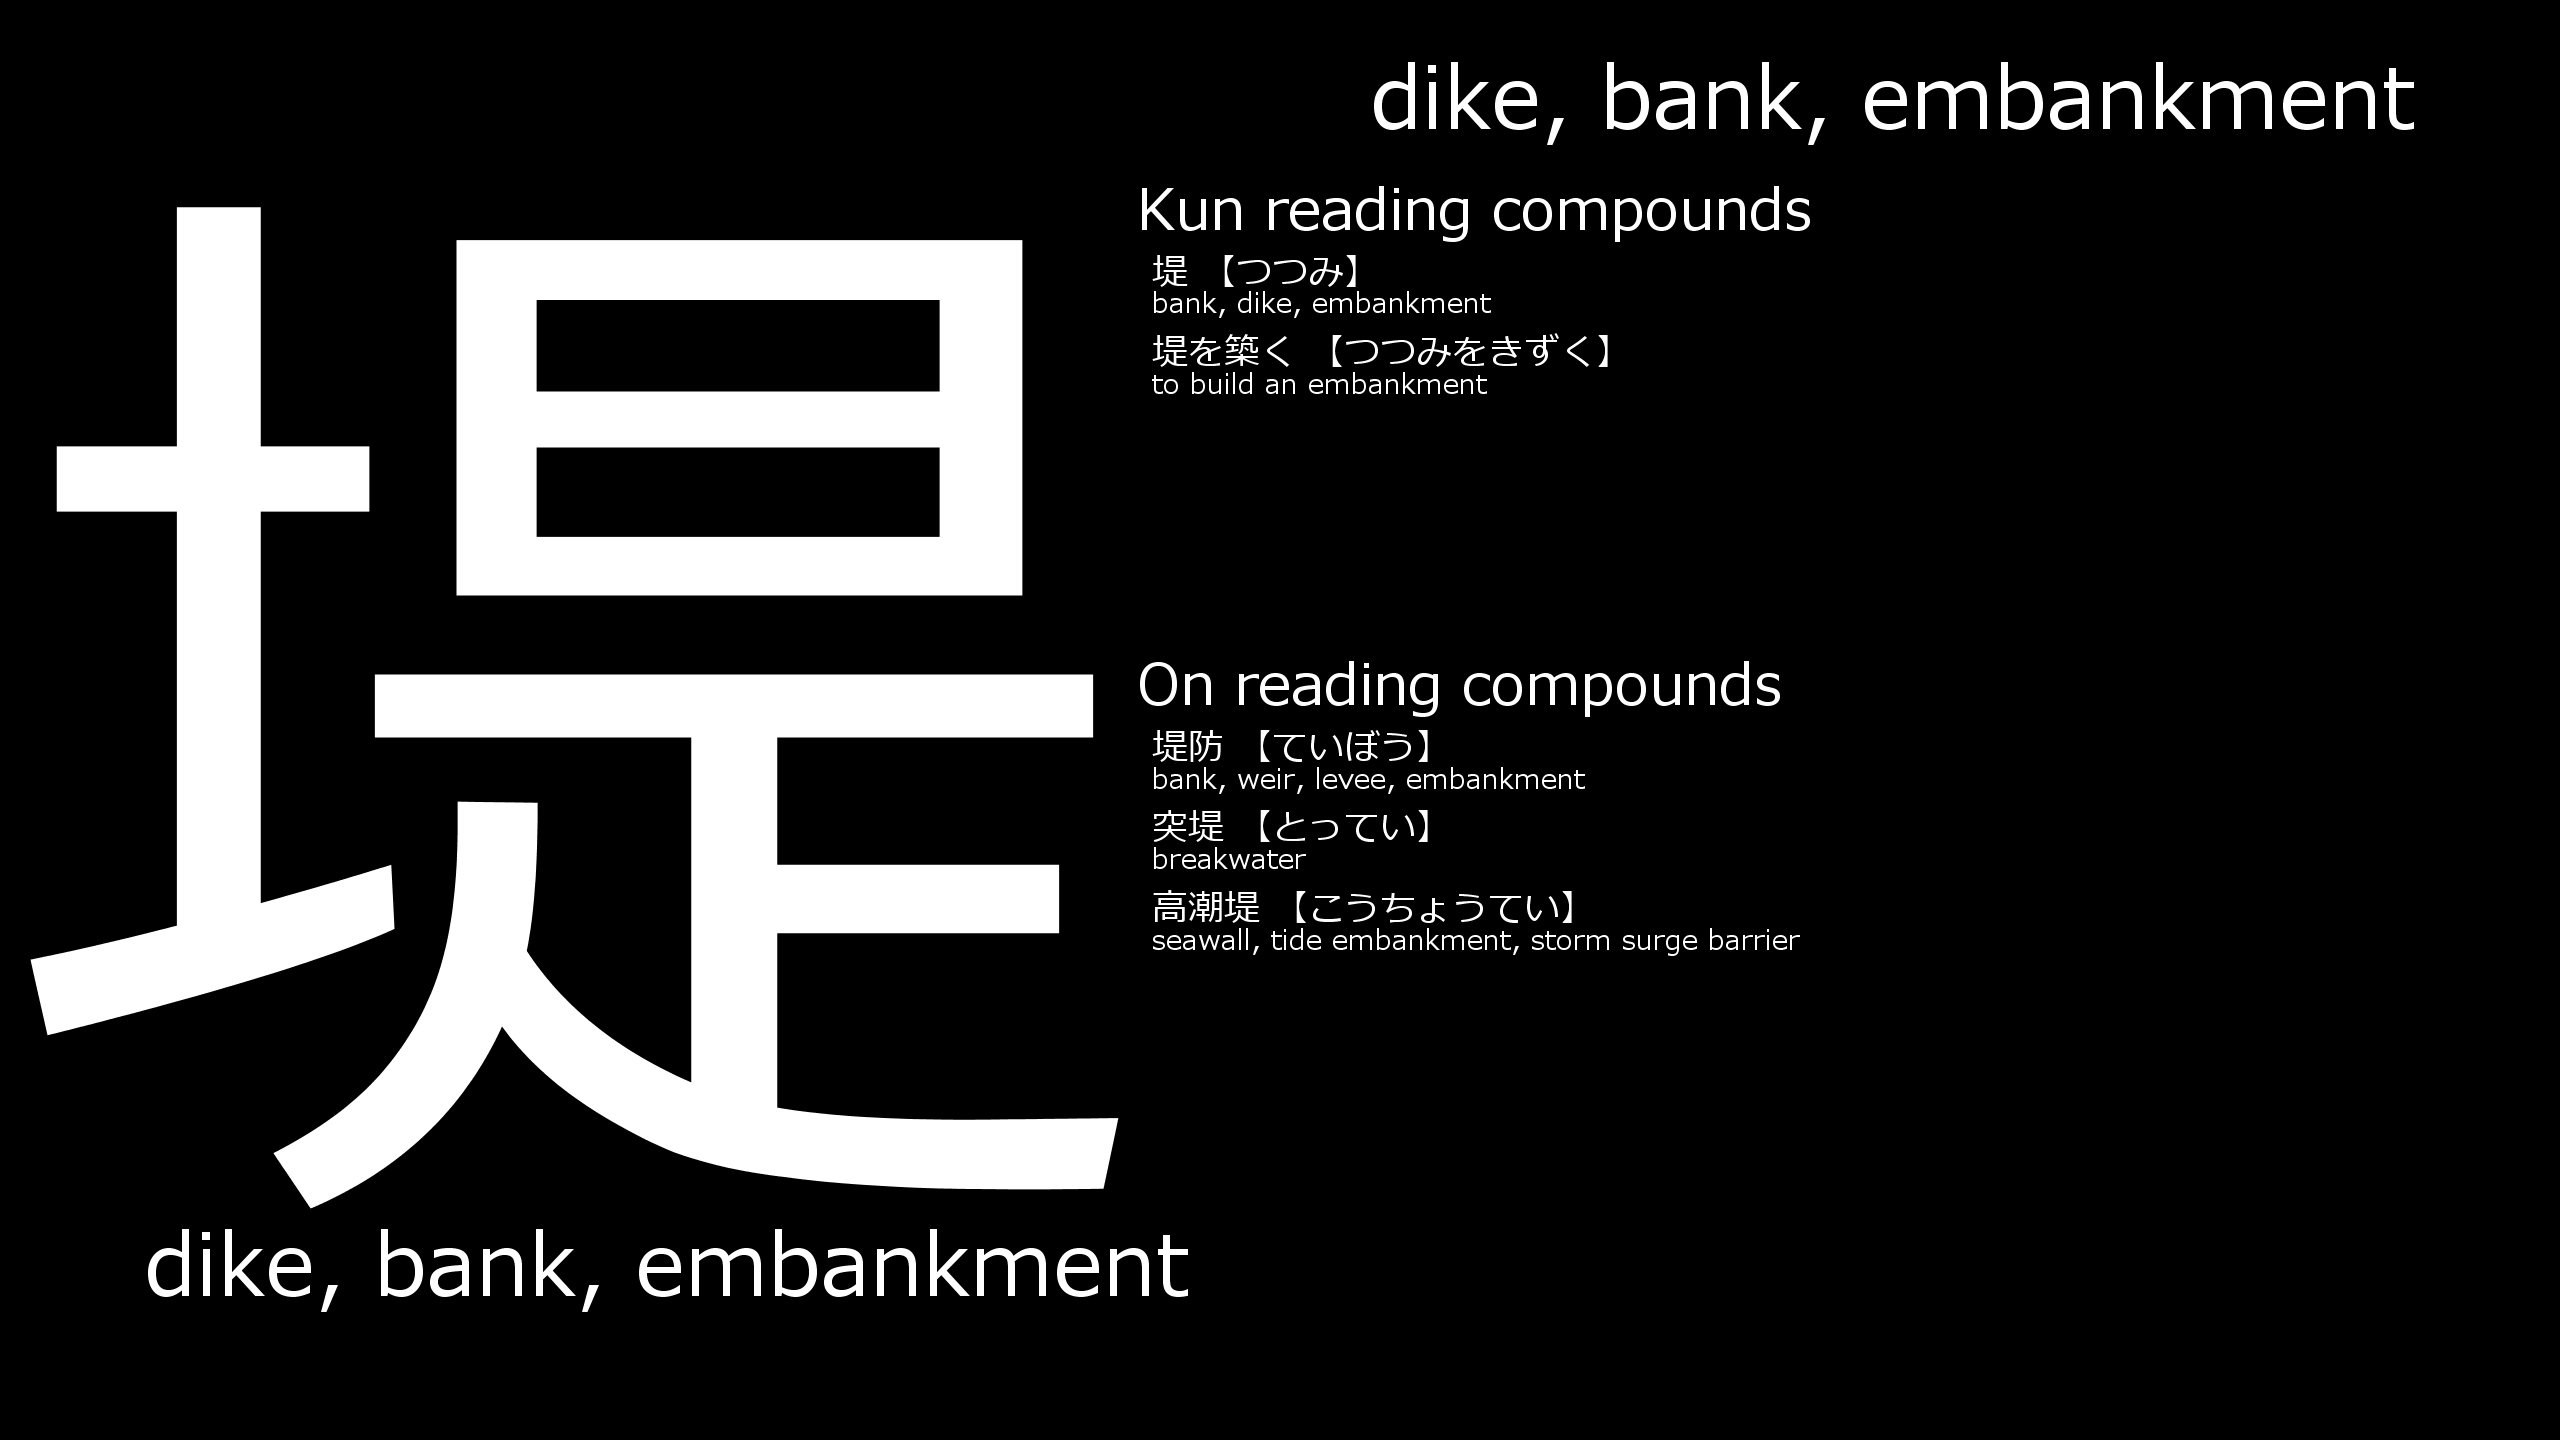 dike, bank, embankment
堤
Kun reading compounds
堤 【つつみ】
bank, dike, embankment
堤を築く 【つつみをきずく】
to build an embankment
On reading compounds
堤防 【ていぼう】
bank, weir, levee, embankment
突堤 【とってい】
breakwater
高潮堤 【こうちょうてい】
seawall, tide embankment, storm surge barrier
dike, bank, embankment